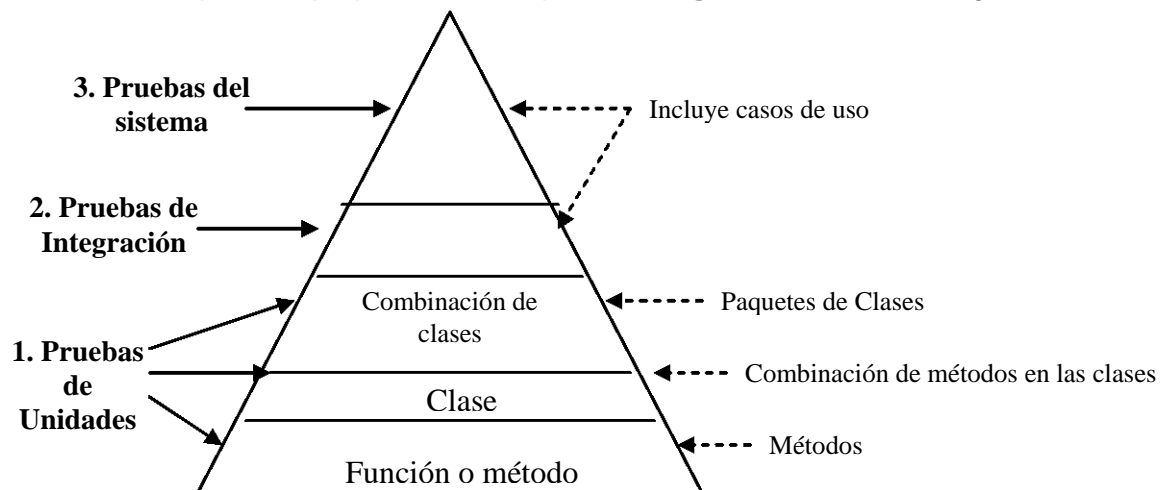 3. Pruebas del
sistema
Incluye casos de uso
2. Pruebas de
Integración
Combinación de
clases
Paquetes de Clases
1. Pruebas
de
Unidades
Combinación de métodos en las clases
Clase
Métodos
Función o método